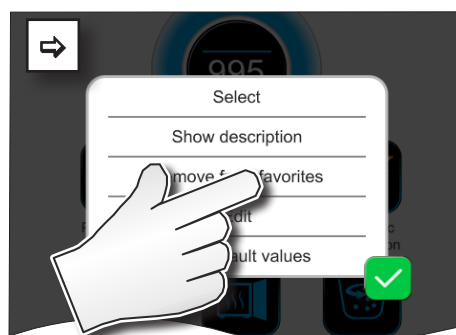 995
Select
Show description
move f favorites
dit
ault values